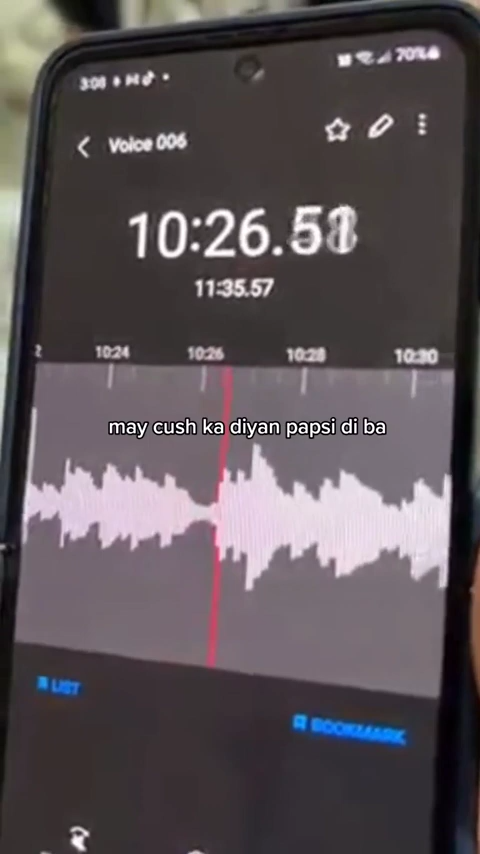 3:08
70%
Voice 006
10:26.
11:35.57
10:24 10:26 10:28 10:30
may cush ka diyan papsi di ba
LIST
BOOKMARK